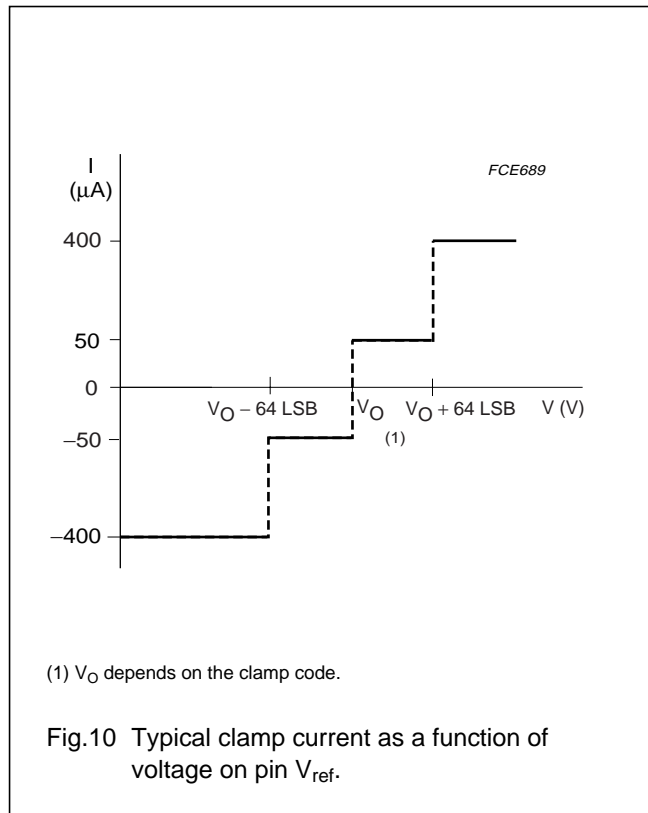 I
(μA)
FCE689
400
50
0
V_O − 64 LSB V_O V_O + 64 LSB V (V)
(1)
−50
−400
(1) V_O depends on the clamp code.
Fig.10 Typical clamp current as a function of
voltage on pin V_ref.